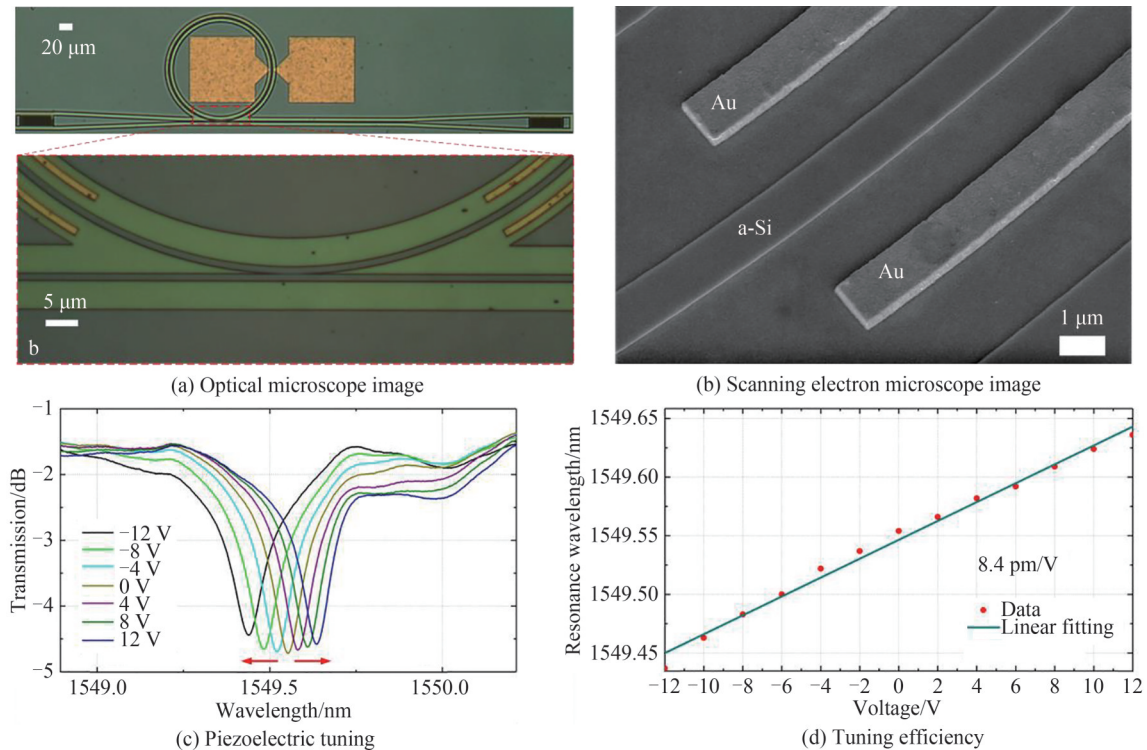 20 μm
5 μm
b
(a) Optical microscope image
Au
a-Si
Au
1 μm
(b) Scanning electron microscope image
−1
−2
−3
−4
−5
Transmission/dB
−12 V
−8 V
−4 V
0 V
4 V
8 V
12 V
1549.0 1549.5 1550.0
Wavelength/nm
(c) Piezoelectric tuning
1549.65
1549.60
1549.55
1549.50
1549.45
Resonance wavelength/nm
8.4 pm/V
Data
Linear fitting
−12 −10 −8 −6 −4 −2 0 2 4 6 8 10 12
Voltage/V
(d) Tuning efficiency